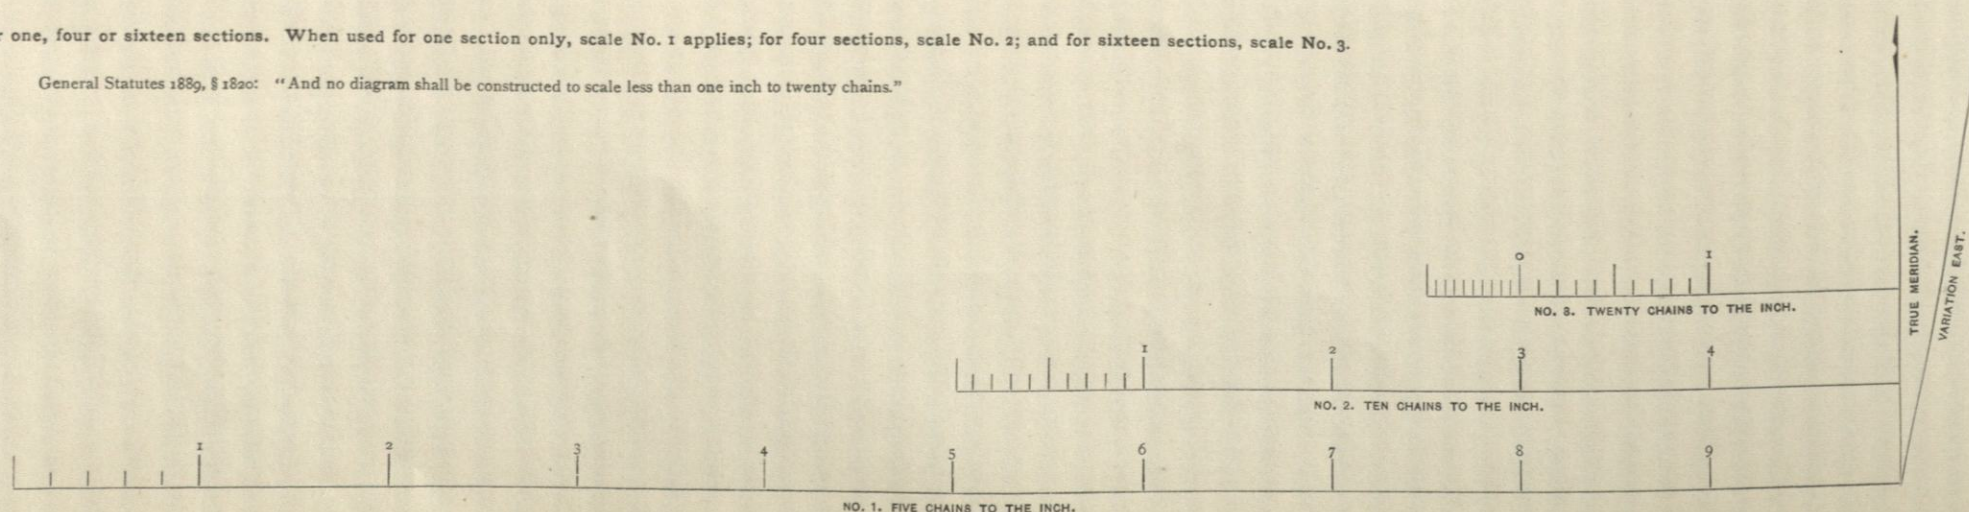 one, four or sixteen sections. When used for one section only, scale No. 1 applies; for four sections, scale No. 2; and for sixteen sections, scale No. 3.
General Statutes 1889, § 1820: "And no diagram shall be constructed to scale less than one inch to twenty chains."
0 1
NO. 3. TWENTY CHAINS TO THE INCH.
1 2 3 4
NO. 2. TEN CHAINS TO THE INCH.
1 2 3 4 5 6 7 8 9
NO. 1. FIVE CHAINS TO THE INCH.
TRUE MERIDIAN.
VARIATION EAST.